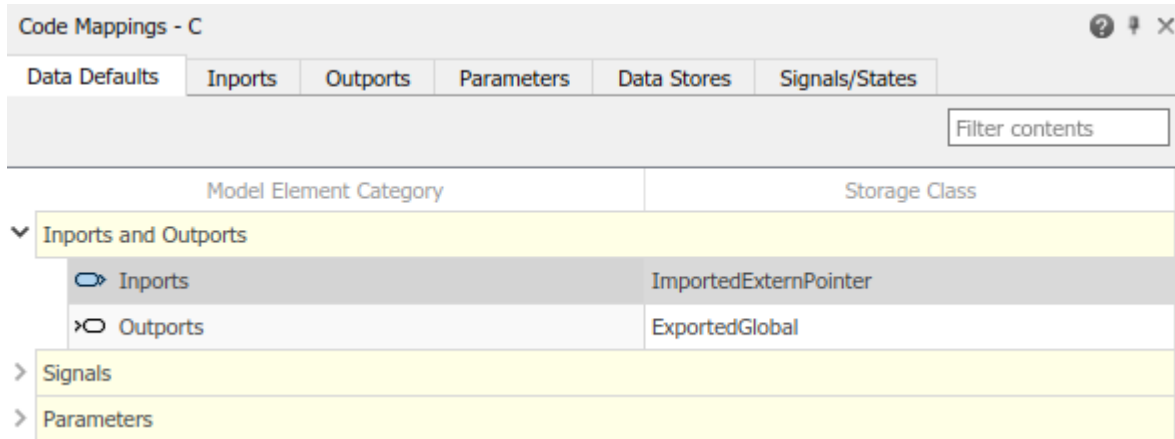 Code Mappings - C
Data Defaults Inports Outports Parameters Data Stores Signals/States
Filter contents
Model Element Category Storage Class
Inports and Outports
Inports ImportedExternPointer
Outports ExportedGlobal
Signals
Parameters